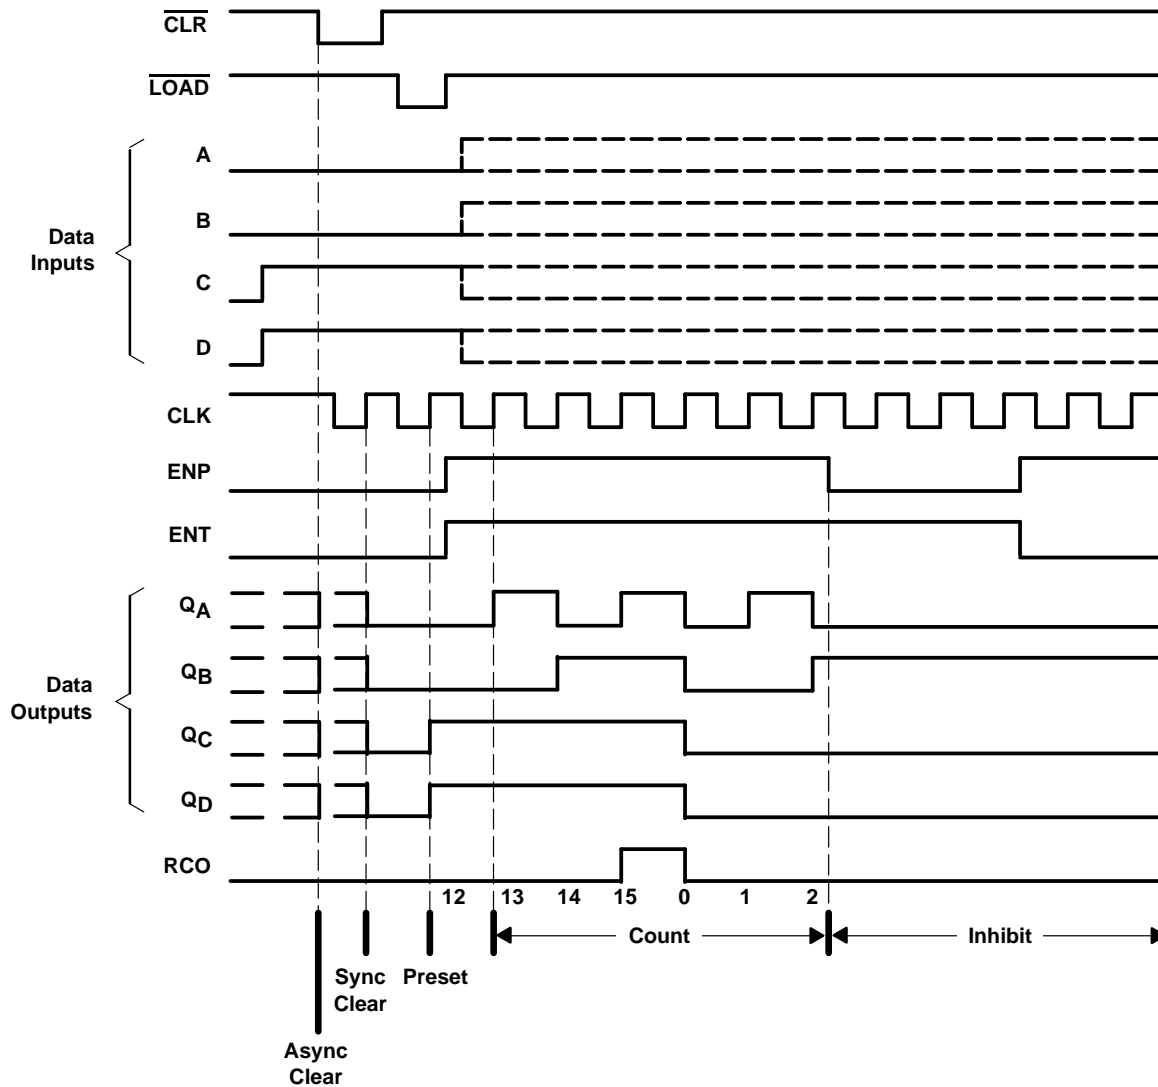 CLR
LOAD
A
B
Data
Inputs
C
D
CLK
ENP
ENT
QA
QB
Data
Outputs
QC
QD
RCO
12 13 14 15 0 1 2
Count Inhibit
Sync Preset
Clear
Async
Clear